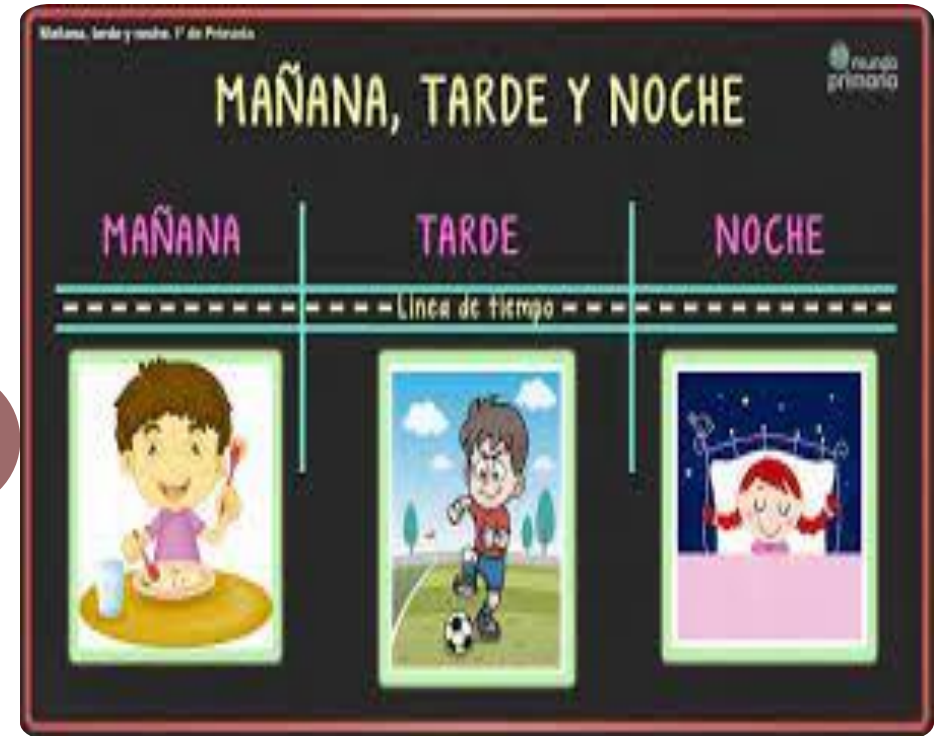 Mañana, tarde y noche. 1º de Primaria
mundo
primaria
MAÑANA, TARDE Y NOCHE
MAÑANA
TARDE
NOCHE
Línea de tiempo